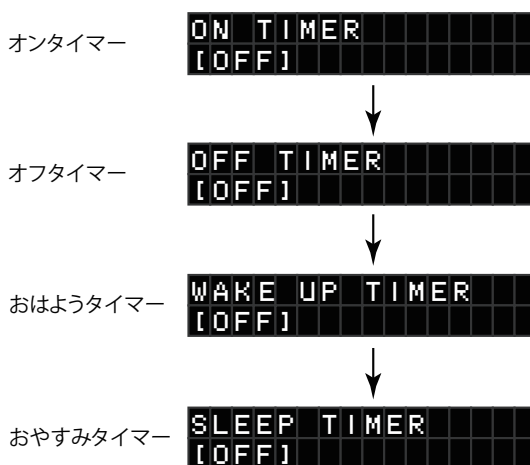 オンタイマー
ON TIMER
[OFF]
オフタイマー
OFF TIMER
[OFF]
おはようタイマー
WAKE UP TIMER
[OFF]
おやすみタイマー
SLEEP TIMER
[OFF]